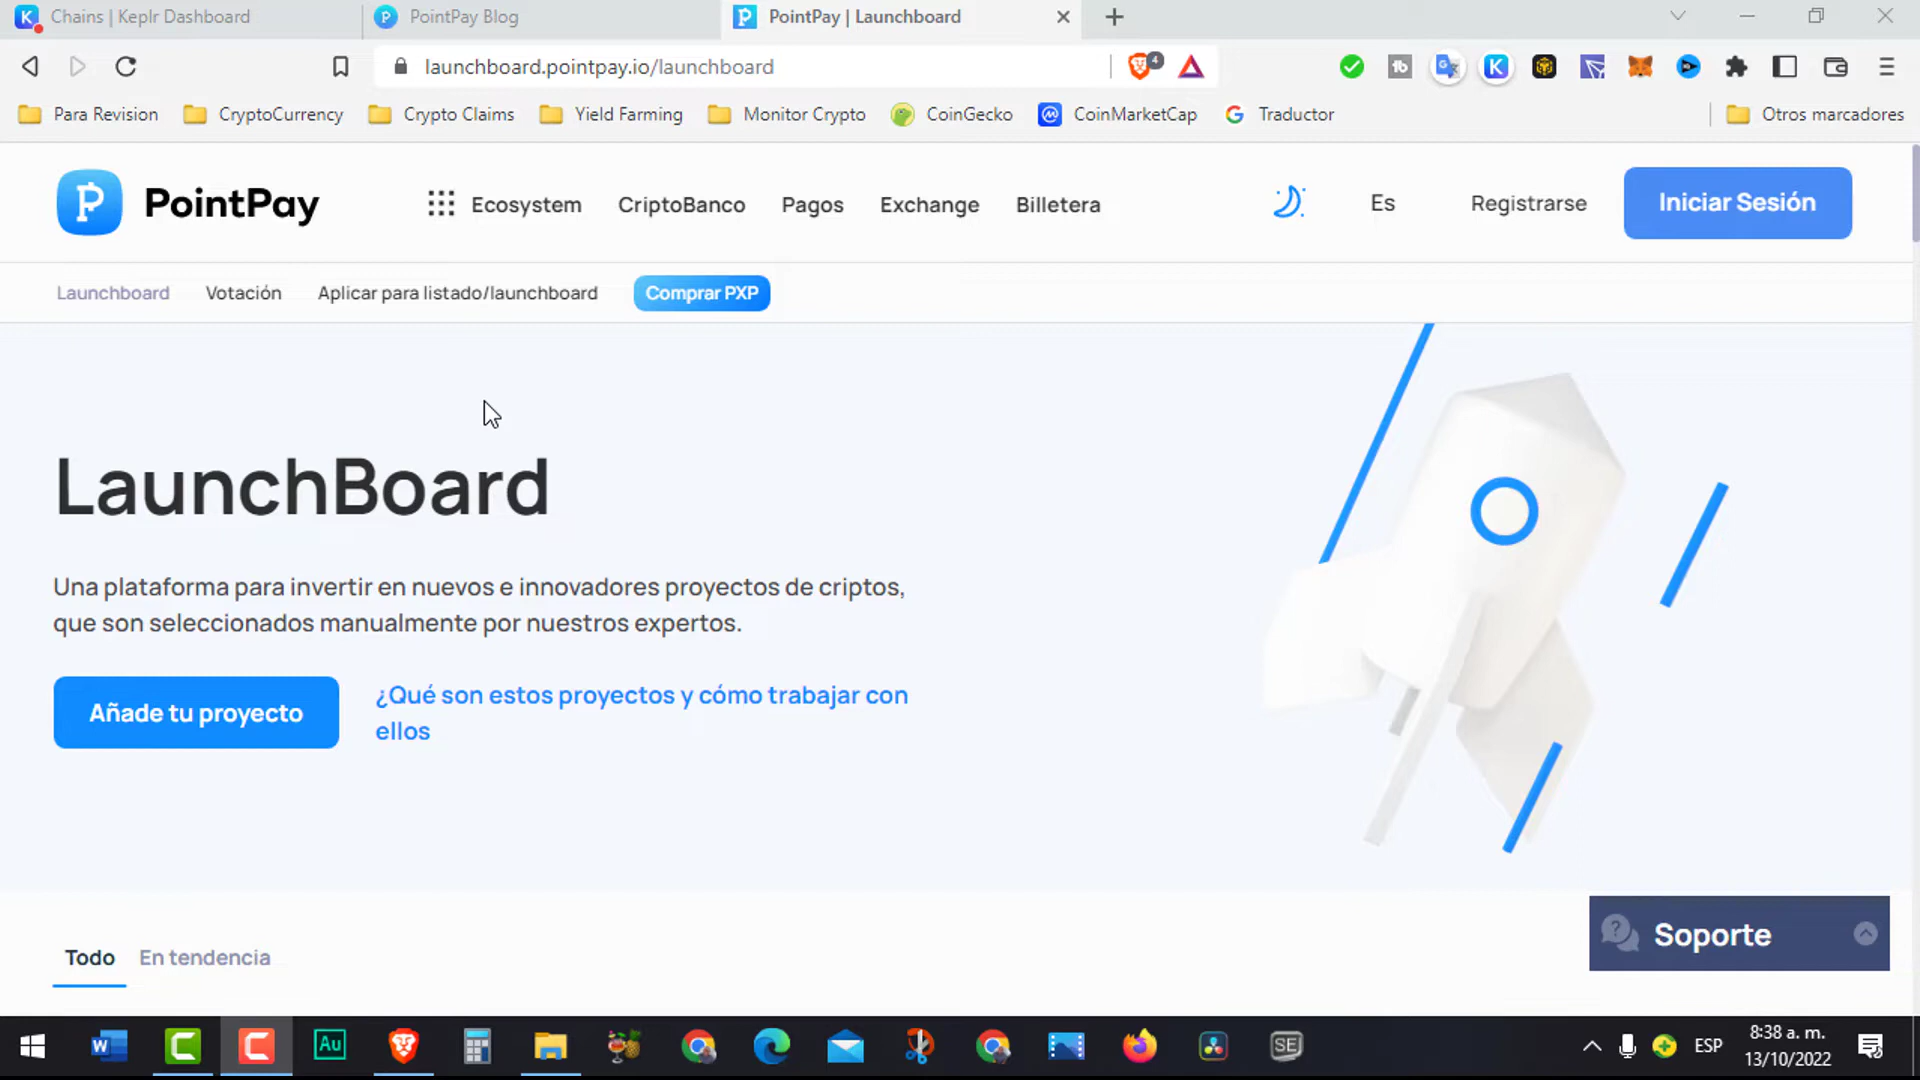 Chains | Keplr Dashboard
PointPay Blog
PointPay | Launchboard
launchboard.pointpay.io/launchboard
4
Para Revision
CryptoCurrency
Crypto Claims
Yield Farming
Monitor Crypto
CoinGecko
CoinMarketCap
Traductor
Otros marcadores
PointPay
Ecosystem
CriptoBanco
Pagos
Exchange
Billetera
Es
Registrarse
Iniciar Sesión
Launchboard
Votación
Aplicar para listado/launchboard
Comprar PXP
LaunchBoard
Una plataforma para invertir en nuevos e innovadores proyectos de criptos,
que son seleccionados manualmente por nuestros expertos.
Añade tu proyecto
¿Qué son estos proyectos y cómo trabajar con
ellos
Todo
En tendencia
Soporte
Au
SE
ESP
8:38 a. m.
13/10/2022